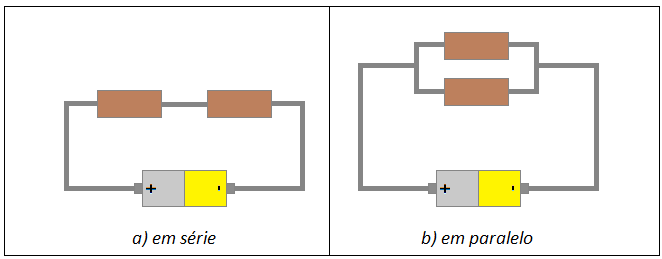 + -
a) em série
+ -
b) em paralelo